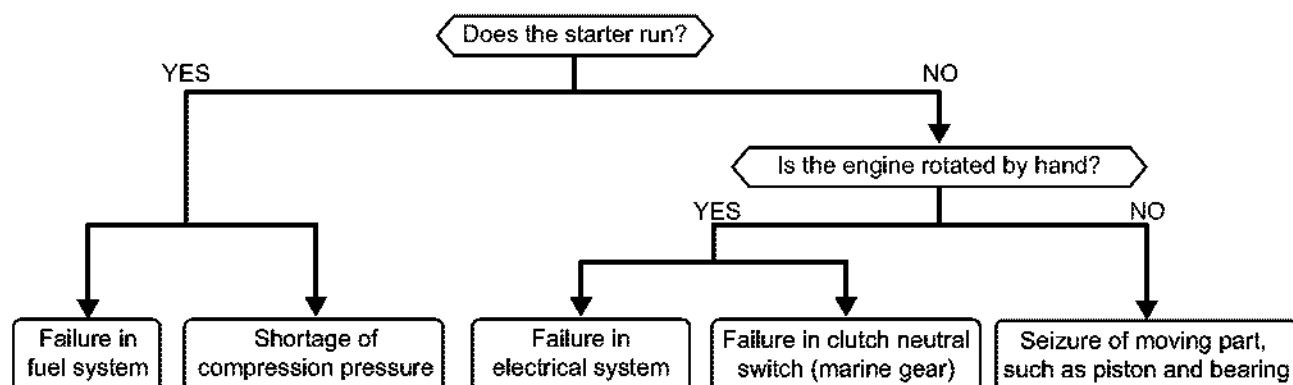 Does the starter run?
YES
NO
Is the engine rotated by hand?
YES
NO
Failure in
fuel system
Shortage of
compression pressure
Failure in
electrical system
Failure in clutch neutral
switch (marine gear)
Seizure of moving part,
such as piston and bearing